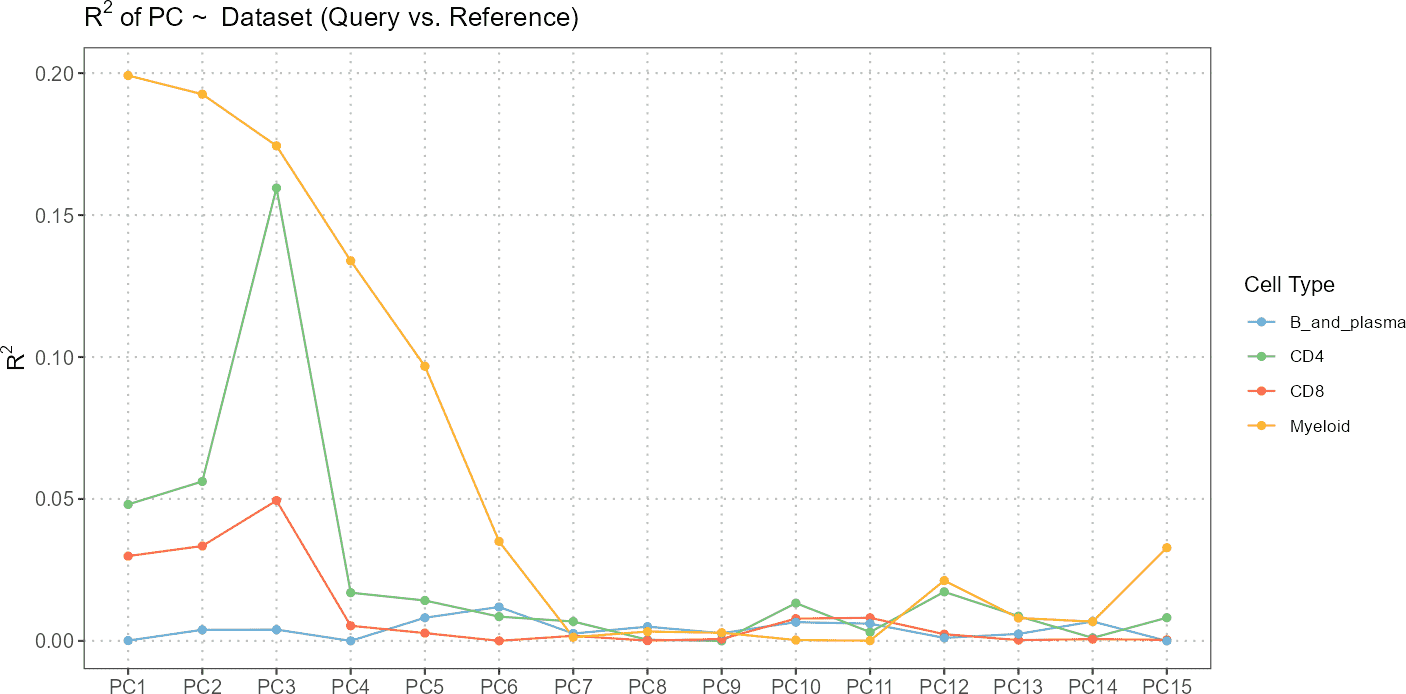 R² of PC ~ Dataset (Query vs. Reference)
0.20
0.15
0.10
0.05
0.00
R²
PC1 PC2 PC3 PC4 PC5 PC6 PC7 PC8 PC9 PC10 PC11 PC12 PC13 PC14 PC15
Cell Type
B_and_plasma
CD4
CD8
Myeloid